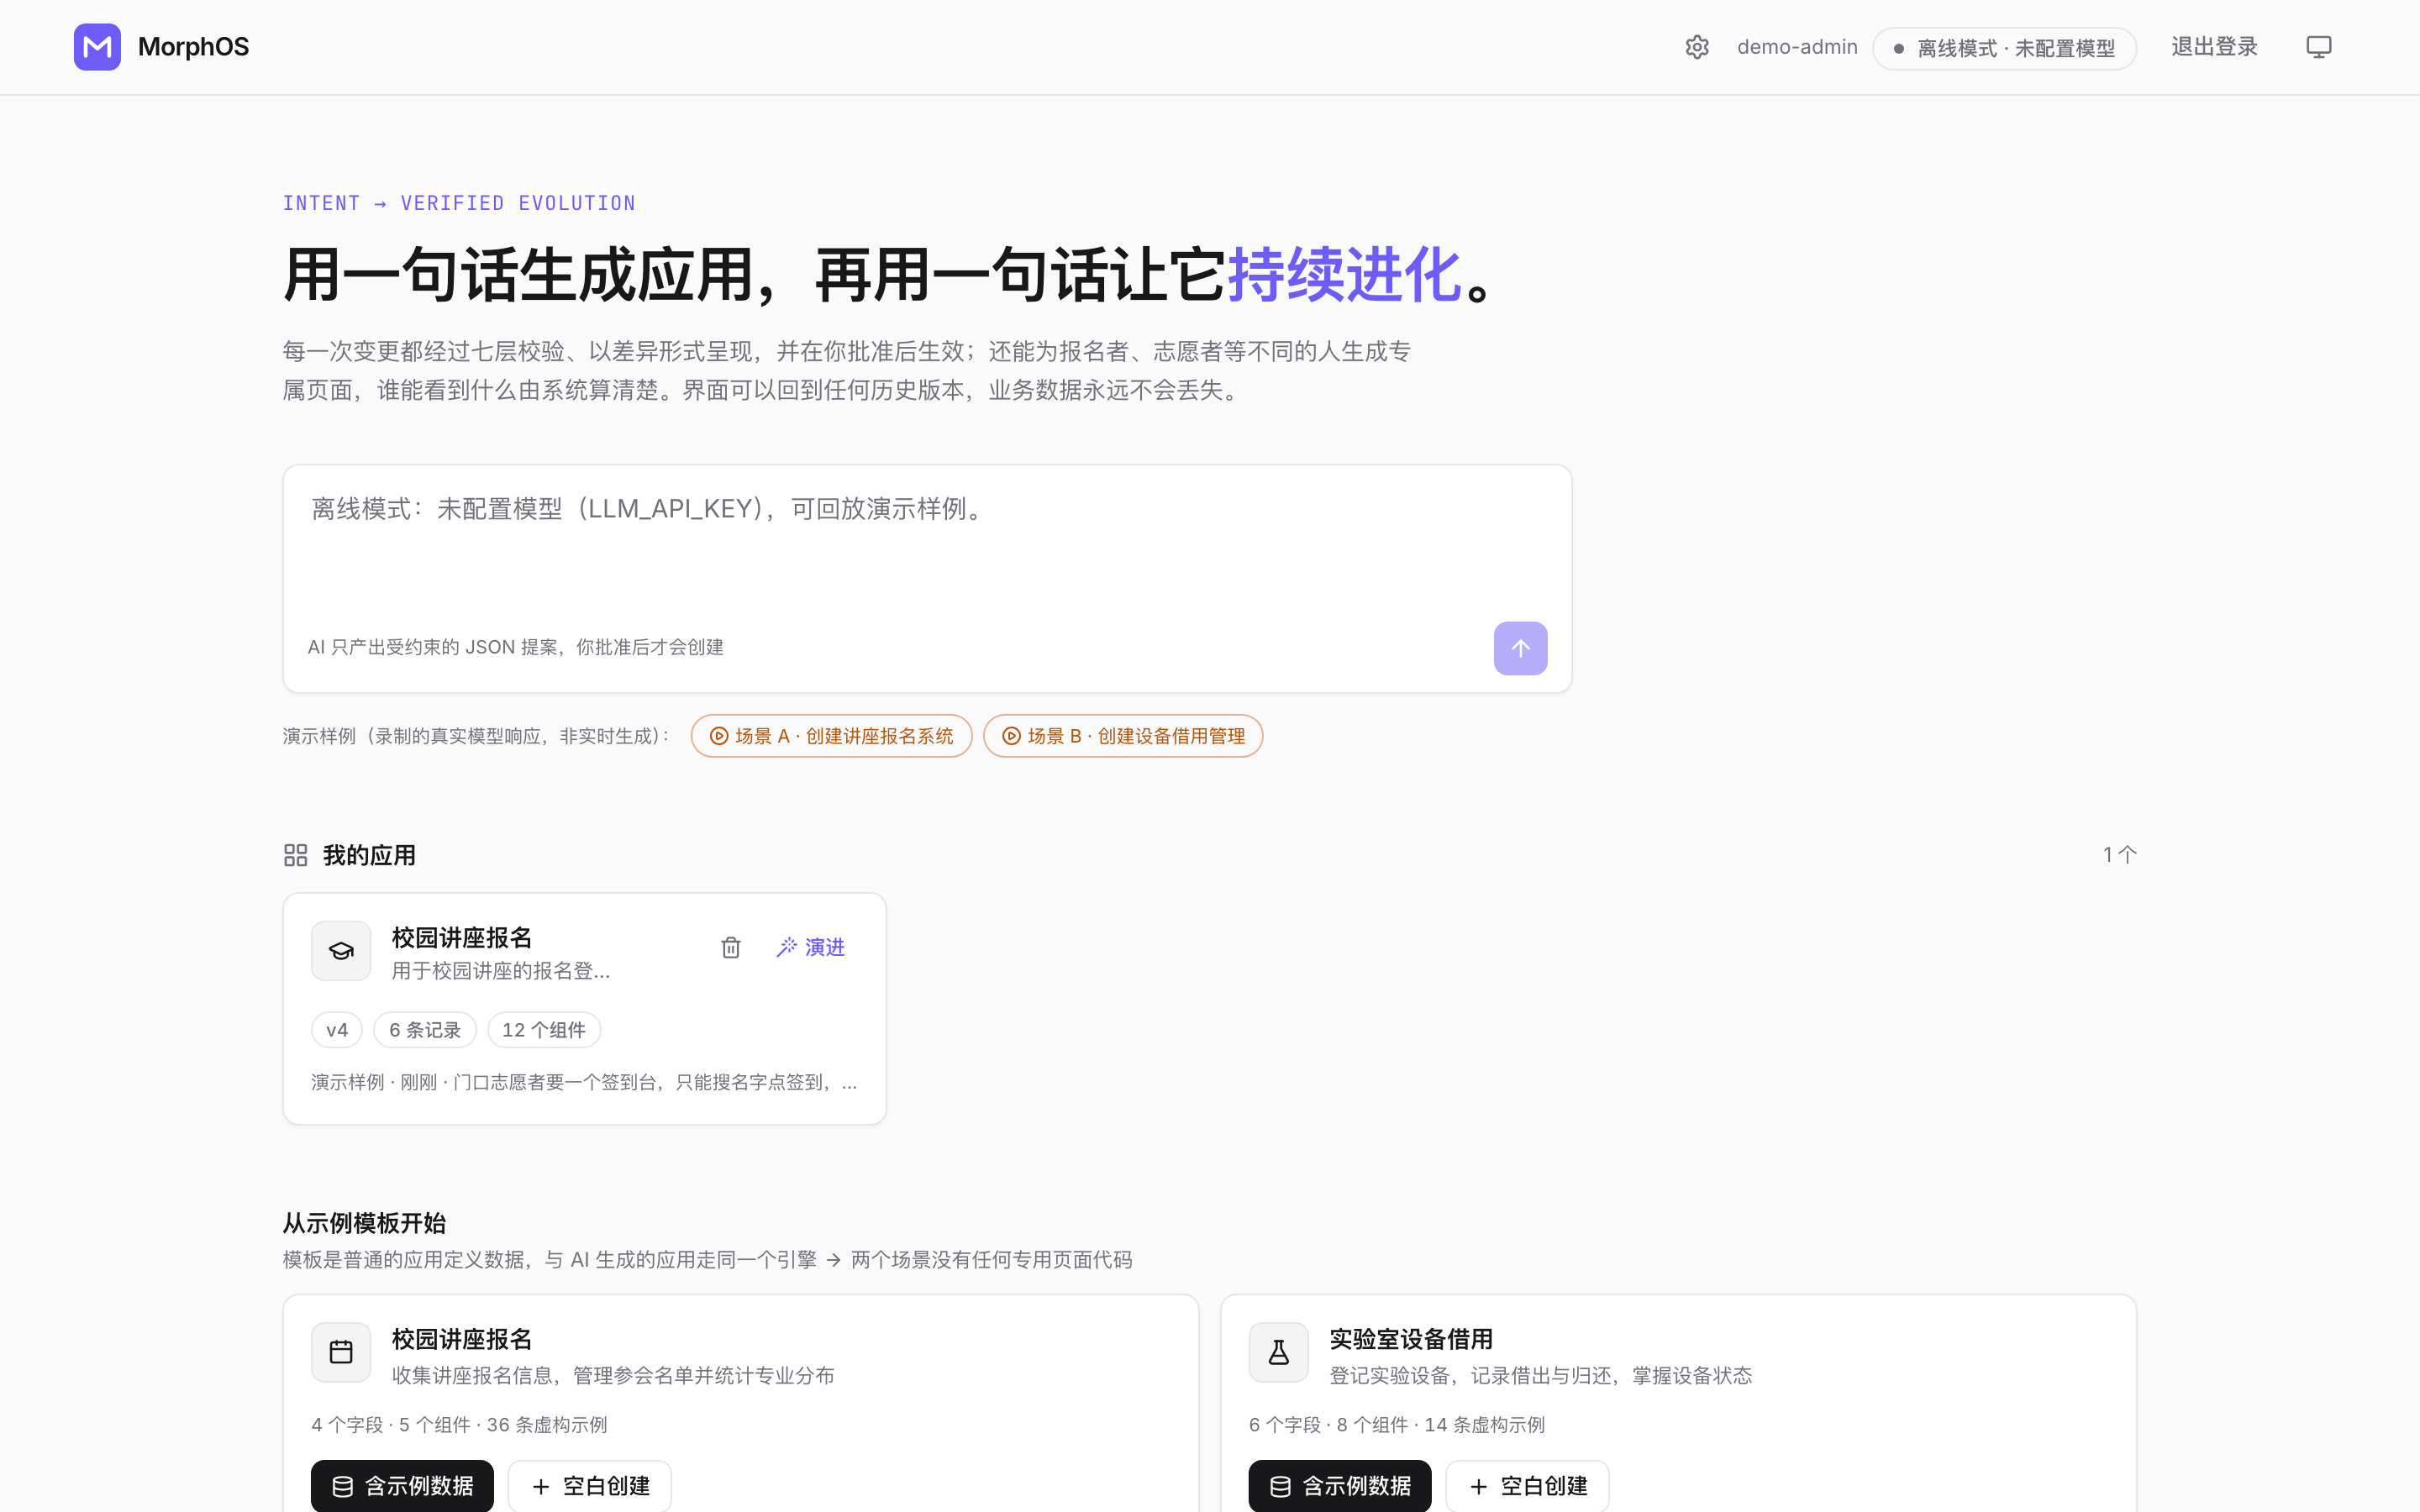 MorphOS
demo-admin
离线模式 · 未配置模型
退出登录
INTENT → VERIFIED EVOLUTION
用一句话生成应用，再用一句话让它持续进化。
每一次变更都经过七层校验、以差异形式呈现，并在你批准后生效；还能为报名者、志愿者等不同的人生成专
属页面，谁能看到什么由系统算清楚。界面可以回到任何历史版本，业务数据永远不会丢失。
离线模式：未配置模型（LLM_API_KEY），可回放演示样例。
AI 只产出受约束的 JSON 提案，你批准后才会创建
演示样例（录制的真实模型响应，非实时生成）：
场景 A · 创建讲座报名系统
场景 B · 创建设备借用管理
我的应用
1 个
校园讲座报名
用于校园讲座的报名登...
演进
v4
6 条记录
12 个组件
演示样例 · 刚刚 · 门口志愿者要一个签到台，只能搜名字点签到，...
从示例模板开始
模板是普通的应用定义数据，与 AI 生成的应用走同一个引擎 → 两个场景没有任何专用页面代码
校园讲座报名
收集讲座报名信息，管理参会名单并统计专业分布
4 个字段 · 5 个组件 · 36 条虚构示例
含示例数据
空白创建
实验室设备借用
登记实验设备，记录借出与归还，掌握设备状态
6 个字段 · 8 个组件 · 14 条虚构示例
含示例数据
空白创建